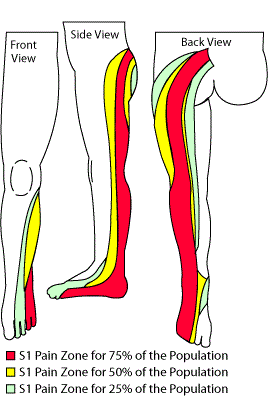 Front
View
Side View
Back View
S1 Pain Zone for 75% of the Population
S1 Pain Zone for 50% of the Population
S1 Pain Zone for 25% of the Population